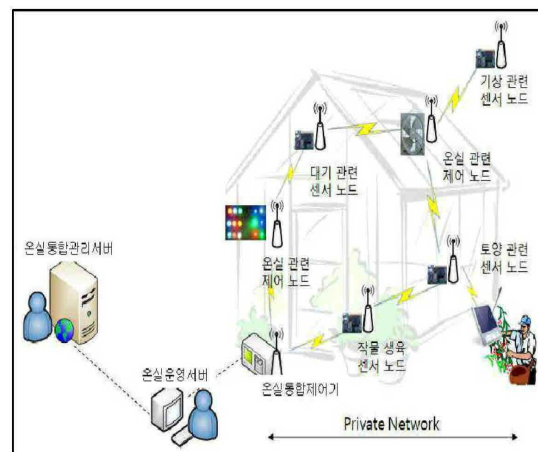 기상 관련
센서 노드
대기 관련
센서 노드
온실 관련
제어 노드
온실통합관리서버
온실 관련
제어 노드
토양 관련
센서 노드
작물 생육
센서 노드
온실운영서버
온실통합제어기
Private Network